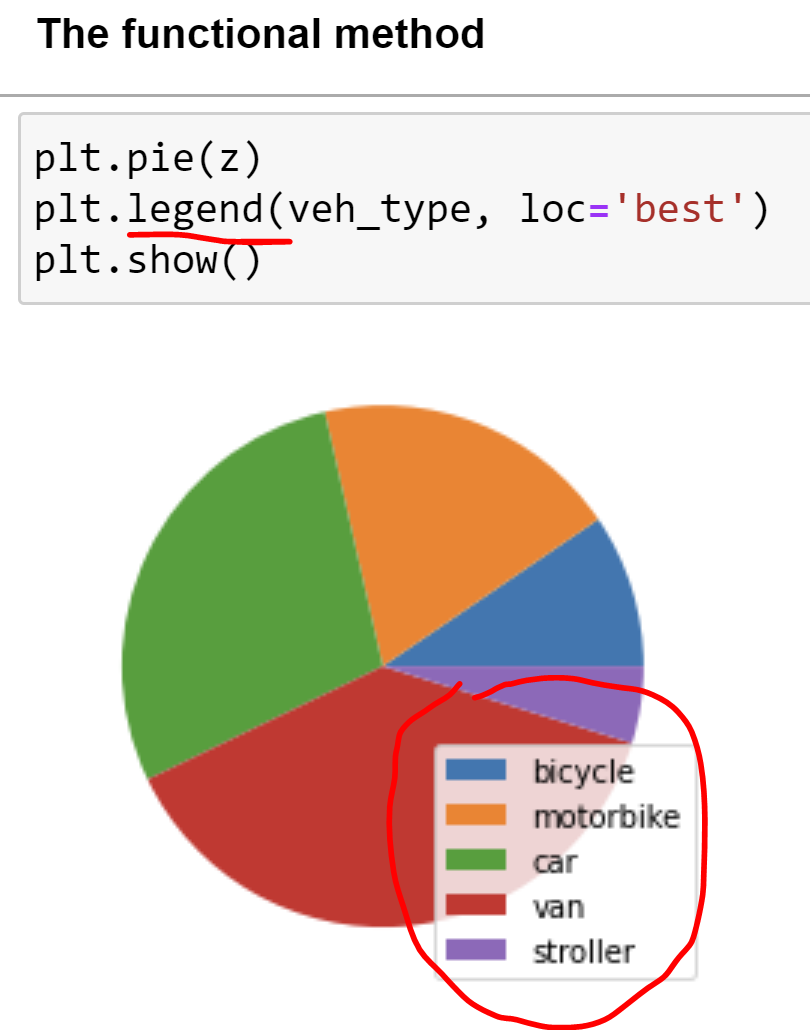 The functional method
plt.pie(z)
plt.legend(veh_type, loc='best')
plt.show()
bicycle
motorbike
car
van
stroller